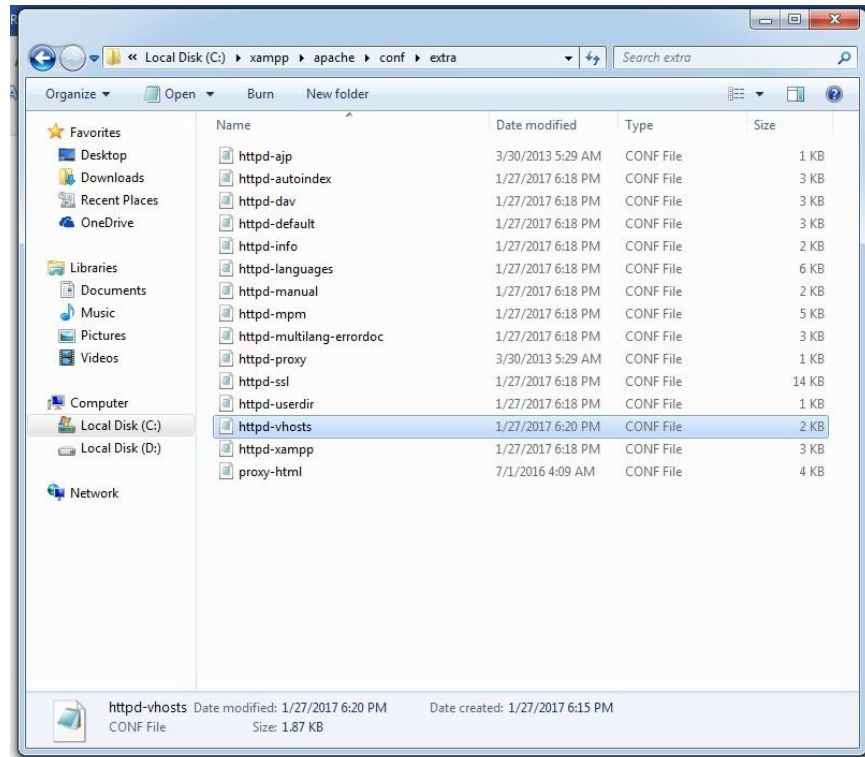 « Local Disk (C:) ▸ xampp ▸ apache ▸ conf ▸ extra
Search extra
Organize Open Burn New folder
Name Date modified Type Size
Favorites
Desktop
Downloads
Recent Places
OneDrive
Libraries
Documents
Music
Pictures
Videos
Computer
Local Disk (C:)
Local Disk (D:)
Network
httpd-ajp 3/30/2013 5:29 AM CONF File 1 KB
httpd-autoindex 1/27/2017 6:18 PM CONF File 3 KB
httpd-dav 1/27/2017 6:18 PM CONF File 3 KB
httpd-default 1/27/2017 6:18 PM CONF File 3 KB
httpd-info 1/27/2017 6:18 PM CONF File 2 KB
httpd-languages 1/27/2017 6:18 PM CONF File 6 KB
httpd-manual 1/27/2017 6:18 PM CONF File 2 KB
httpd-mpm 1/27/2017 6:18 PM CONF File 5 KB
httpd-multilang-errordoc 1/27/2017 6:18 PM CONF File 3 KB
httpd-proxy 3/30/2013 5:29 AM CONF File 1 KB
httpd-ssl 1/27/2017 6:18 PM CONF File 14 KB
httpd-userdir 1/27/2017 6:18 PM CONF File 1 KB
httpd-vhosts 1/27/2017 6:20 PM CONF File 2 KB
httpd-xampp 1/27/2017 6:18 PM CONF File 3 KB
proxy-html 7/1/2016 4:09 AM CONF File 4 KB
httpd-vhosts Date modified: 1/27/2017 6:20 PM Date created: 1/27/2017 6:15 PM
CONF File Size: 1.87 KB